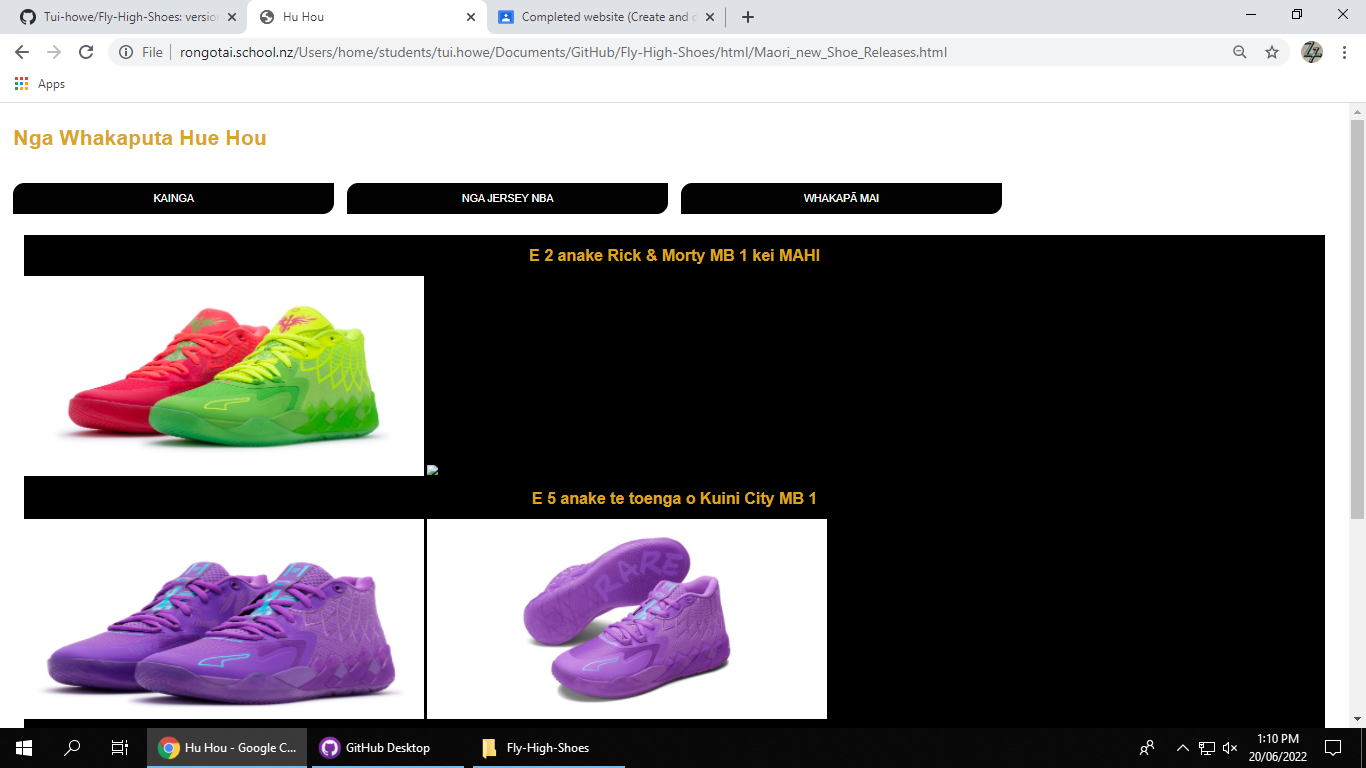 Tui-howe/Fly-High-Shoes: versio
Hu Hou
Completed website (Create and c
File
rongotai.school.nz/Users/home/students/tui.howe/Documents/GitHub/Fly-High-Shoes/html/Maori_new_Shoe_Releases.html
Apps
Nga Whakaputa Hue Hou
KAINGA
NGA JERSEY NBA
WHAKAPĀ MAI
E 2 anake Rick & Morty MB 1 kei MAHI
E 5 anake te toenga o Kuini City MB 1
RARE
Hu Hou - Google C...
GitHub Desktop
Fly-High-Shoes
1:10 PM
20/06/2022